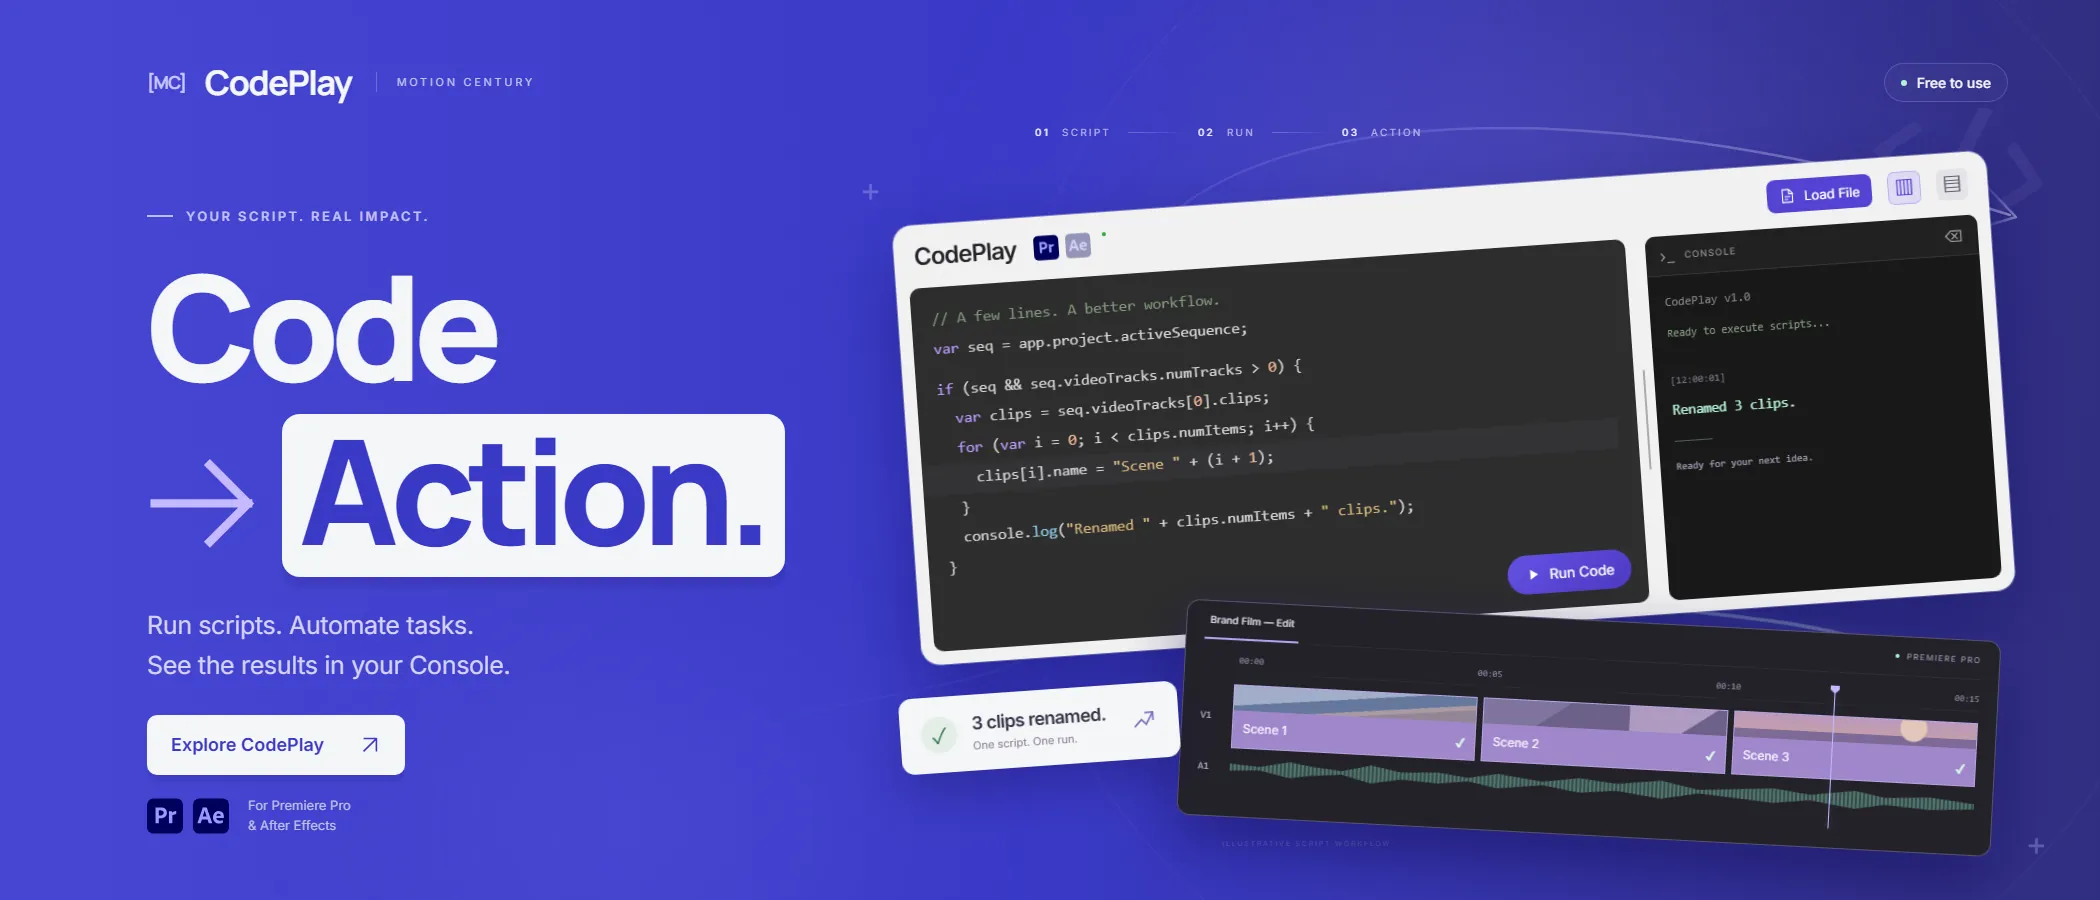 [MC] CodePlay MOTION CENTURY
Free to use
01 SCRIPT 02 RUN 03 ACTION
YOUR SCRIPT. REAL IMPACT.
Code
Action.
Run scripts. Automate tasks.
See the results in your Console.
Explore CodePlay
Pr Ae
For Premiere Pro
& After Effects
CodePlay Pr Ae
Load File
// A few lines. A better workflow.
var seq = app.project.activeSequence;
if (seq && seq.videoTracks.numTracks > 0) {
var clips = seq.videoTracks[0].clips;
for (var i = 0; i < clips.numItems; i++) {
clips[i].name = "Scene " + (i + 1);
}
console.log("Renamed " + clips.numItems + " clips.");
}
Run Code
>_ CONSOLE
CodePlay v1.0
Ready to execute scripts...
[12:00:01]
Renamed 3 clips.
Ready for your next idea.
3 clips renamed.
One script. One run.
Brand Film — Edit
PREMIERE PRO
00:00 00:05 00:10 00:15
V1
Scene 1 Scene 2 Scene 3
A1
ILLUSTRATIVE SCRIPT WORKFLOW